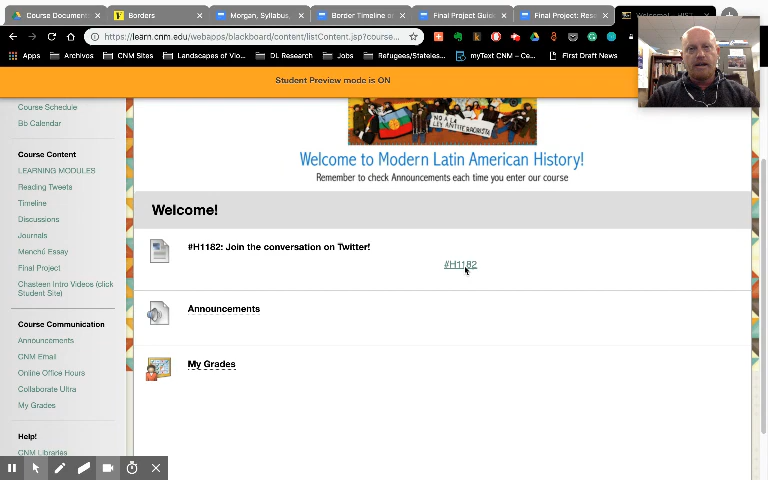 Course Document
Borders
Morgan, Syllabus,
Border Timeline o
Final Project Guid
Final Project: Res
Welcome! – HIST
https://learn.cnm.edu/webapps/blackboard/content/listContent.jsp?course...
Apps
Archivos
CNM Sites
Landscapes of Vio...
DL Research
Jobs
Refugees/Stateles...
myText CNM – Ce...
First Draft News
Student Preview mode is ON
Course Schedule
Bb Calendar
Course Content
LEARNING MODULES
Reading Tweets
Timeline
Discussions
Journals
Menchú Essay
Final Project
Chasteen Intro Videos (click
Student Site)
Course Communication
Announcements
CNM Email
Online Office Hours
Collaborate Ultra
My Grades
Help!
CNM Libraries
NO A LA
LEY ANTITERRORISTA
Welcome to Modern Latin American History!
Remember to check Announcements each time you enter our course
Welcome!
#H1182: Join the conversation on Twitter!
#H1182
Announcements
My Grades